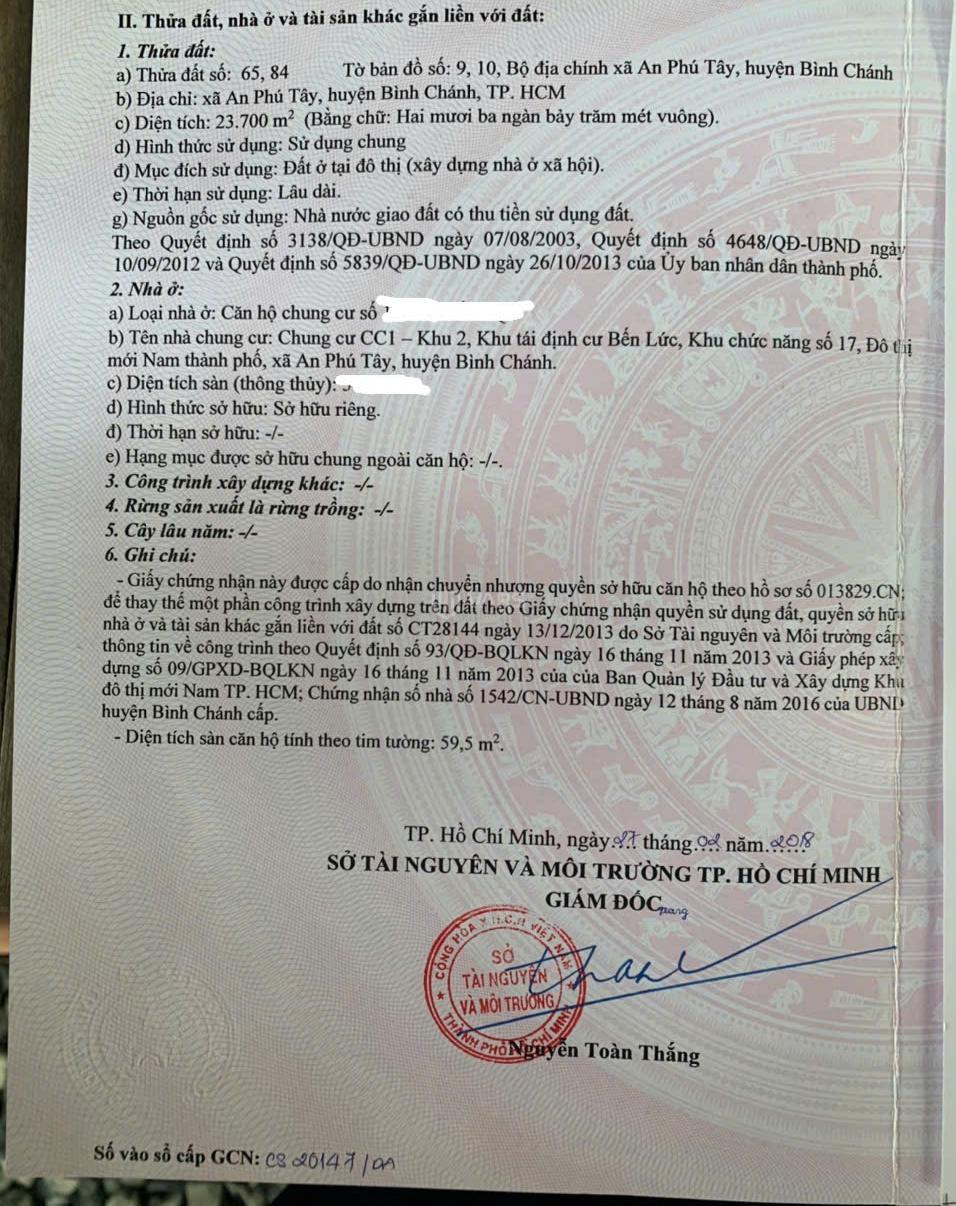 II. Thửa đất, nhà ở và tài sản khác gắn liền với đất:
1. Thửa đất:
a) Thửa đất số: 65, 84 Tờ bản đồ số: 9, 10, Bộ địa chính xã An Phú Tây, huyện Bình Chánh
b) Địa chỉ: xã An Phú Tây, huyện Bình Chánh, TP. HCM
c) Diện tích: 23.700 m² (Bằng chữ: Hai mươi ba ngàn bảy trăm mét vuông).
d) Hình thức sử dụng: Sử dụng chung
đ) Mục đích sử dụng: Đất ở tại đô thị (xây dựng nhà ở xã hội).
e) Thời hạn sử dụng: Lâu dài.
g) Nguồn gốc sử dụng: Nhà nước giao đất có thu tiền sử dụng đất.
Theo Quyết định số 3138/QĐ-UBND ngày 07/08/2003, Quyết định số 4648/QĐ-UBND ngày
10/09/2012 và Quyết định số 5839/QĐ-UBND ngày 26/10/2013 của Ủy ban nhân dân thành phố.
2. Nhà ở:
a) Loại nhà ở: Căn hộ chung cư số
b) Tên nhà chung cư: Chung cư CC1 – Khu 2, Khu tái định cư Bến Lức, Khu chức năng số 17, Đô thị
mới Nam thành phố, xã An Phú Tây, huyện Bình Chánh.
c) Diện tích sàn (thông thủy):
d) Hình thức sở hữu: Sở hữu riêng.
đ) Thời hạn sở hữu: -/-
e) Hạng mục được sở hữu chung ngoài căn hộ: -/-.
3. Công trình xây dựng khác: -/-
4. Rừng sản xuất là rừng trồng: -/-
5. Cây lâu năm: -/-
6. Ghi chú:
- Giấy chứng nhận này được cấp do nhận chuyển nhượng quyền sở hữu căn hộ theo hồ sơ số 013829.CN;
để thay thế một phần công trình xây dựng trên đất theo Giấy chứng nhận quyền sử dụng đất, quyền sở hữu
nhà ở và tài sản khác gắn liền với đất số CT28144 ngày 13/12/2013 do Sở Tài nguyên và Môi trường cấp;
thông tin về công trình theo Quyết định số 93/QĐ-BQLKN ngày 16 tháng 11 năm 2013 và Giấy phép xây
dựng số 09/GPXD-BQLKN ngày 16 tháng 11 năm 2013 của của Ban Quản lý Đầu tư và Xây dựng Khu
đô thị mới Nam TP. HCM; Chứng nhận số nhà số 1542/CN-UBND ngày 12 tháng 8 năm 2016 của UBND
huyện Bình Chánh cấp.
- Diện tích sàn căn hộ tính theo tim tường: 59,5 m².
TP. Hồ Chí Minh, ngày 27 tháng 02 năm 2018
SỞ TÀI NGUYÊN VÀ MÔI TRƯỜNG TP. HỒ CHÍ MINH
GIÁM ĐỐC
CỘNG HÒA X.H.C.N VIỆT NAM
SỞ
TÀI NGUYÊN
VÀ MÔI TRƯỜNG
THÀNH PHỐ HỒ CHÍ MINH
Nguyễn Toàn Thắng
Số vào sổ cấp GCN: CS 20147/